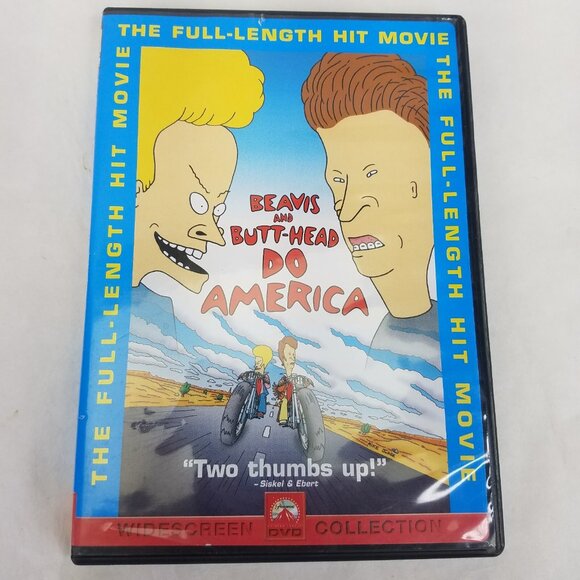 THE FULL-LENGTH HIT MOVIE
THE FULL-LENGTH HIT MOVIE
THE FULL-LENGTH HIT MOVIE
BEAVIS
AND
BUTT-HEAD
DO
AMERICA
"Two thumbs up!"
- Siskel & Ebert
WIDESCREEN DVD COLLECTION